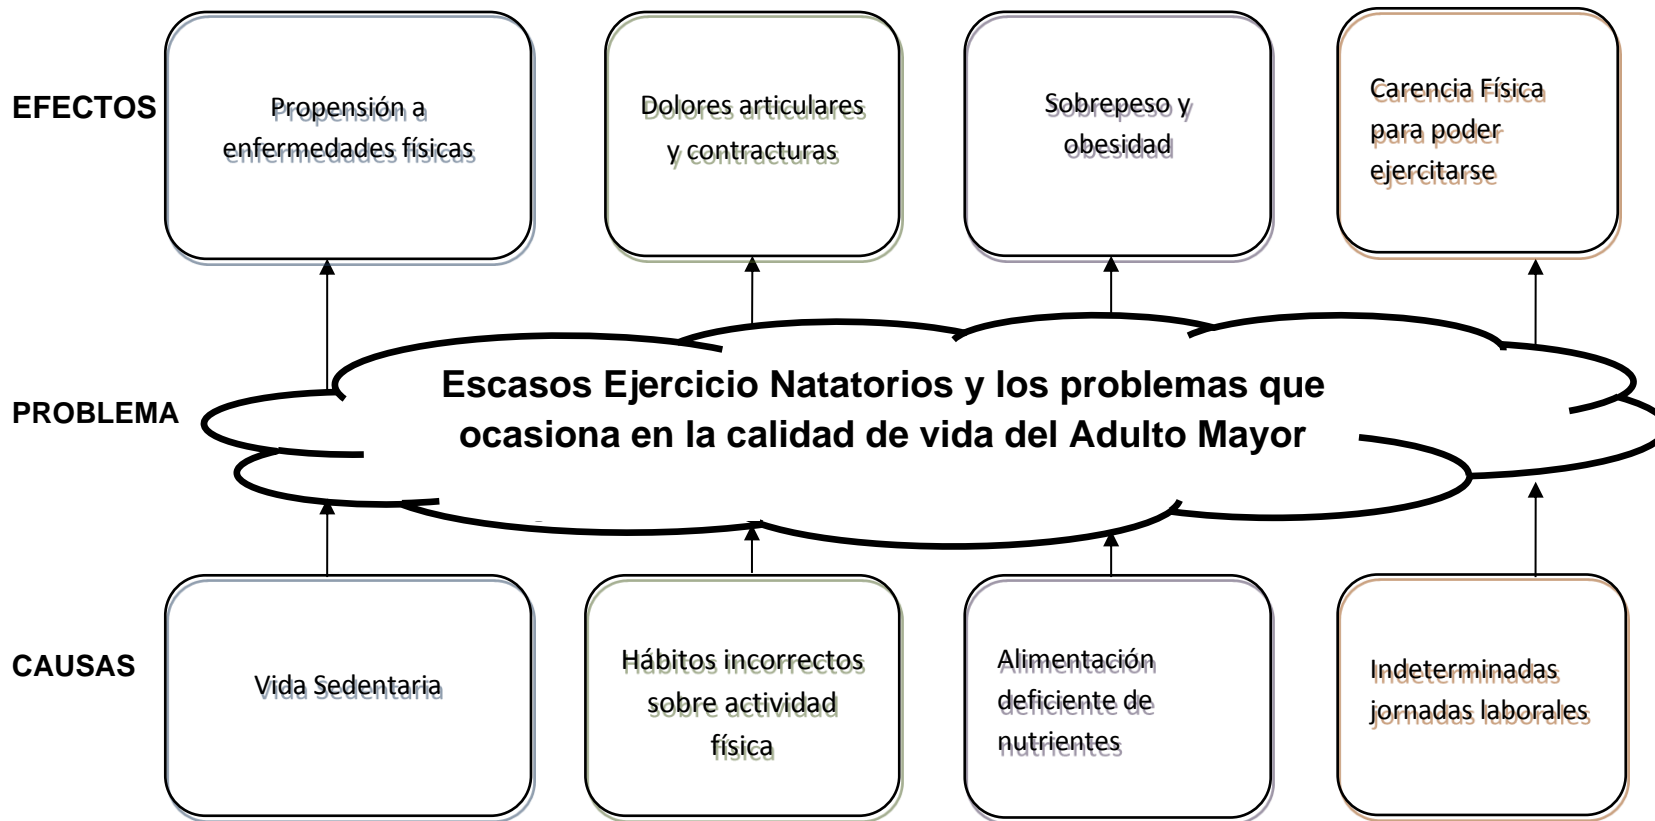 EFECTOS
Propensión a
enfermedades físicas
Dolores articulares
y contracturas
Sobrepeso y
obesidad
Carencia Física
para poder
ejercitarse
PROBLEMA
Escasos Ejercicio Natatorios y los problemas que
ocasiona en la calidad de vida del Adulto Mayor
CAUSAS
Vida Sedentaria
Hábitos incorrectos
sobre actividad
física
Alimentación
deficiente de
nutrientes
Indeterminadas
jornadas laborales